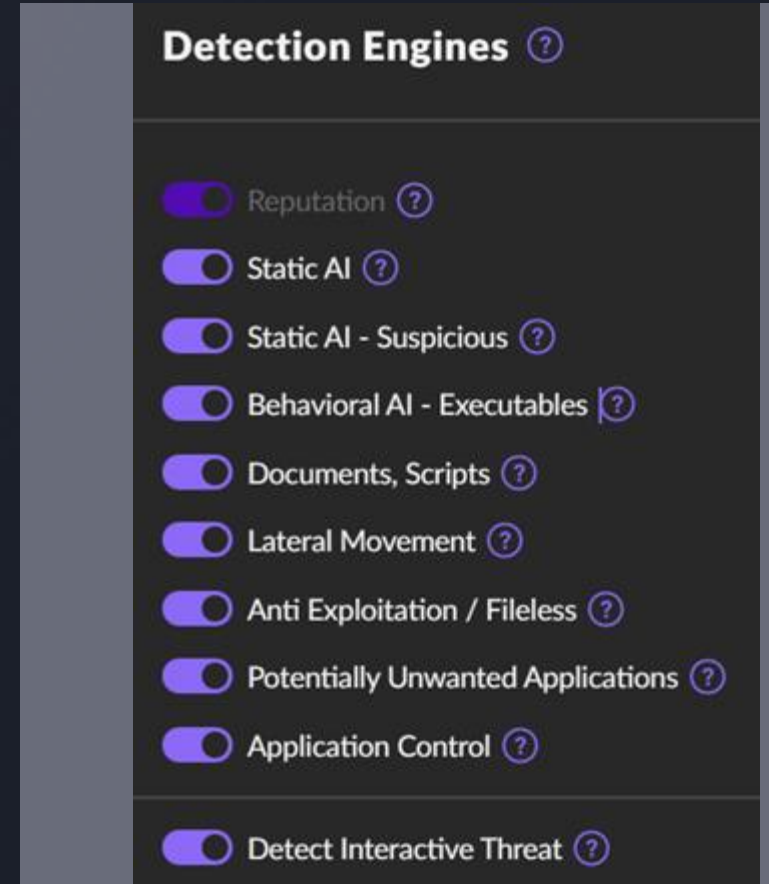 Detection Engines ?
Reputation ?
Static AI ?
Static AI - Suspicious ?
Behavioral AI - Executables ?
Documents, Scripts ?
Lateral Movement ?
Anti Exploitation / Fileless ?
Potentially Unwanted Applications ?
Application Control ?
Detect Interactive Threat ?